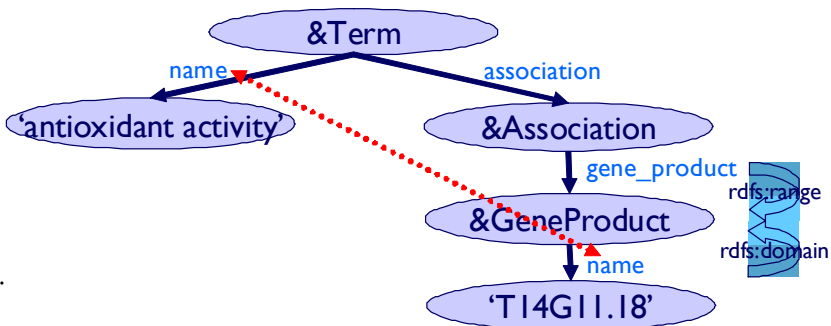 &Term
name
association
‘antioxidant activity’
&Association
gene_product
rdfs:range
&GeneProduct
rdfs:domain
name
.
‘T14G11.18’